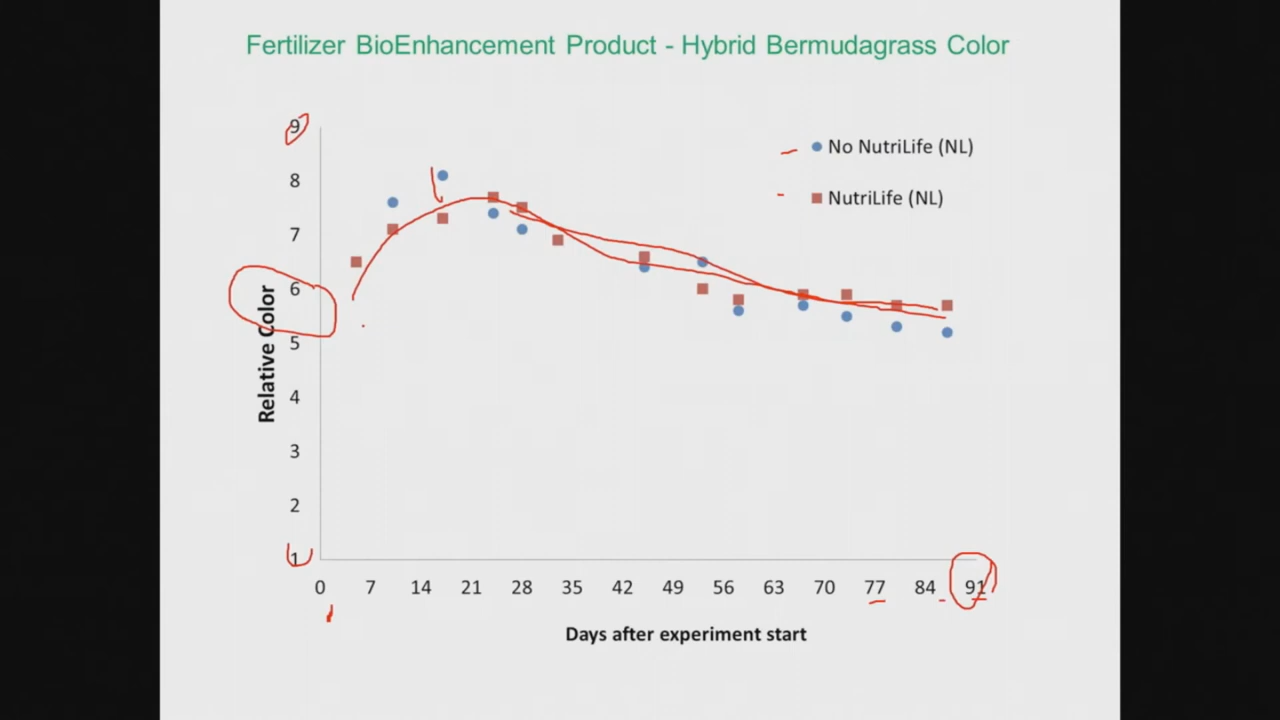 Fertilizer BioEnhancement Product - Hybrid Bermudagrass Color
No NutriLife (NL)
NutriLife (NL)
Relative Color
9
8
7
6
5
4
3
2
1
0 7 14 21 28 35 42 49 56 63 70 77 84 91
Days after experiment start